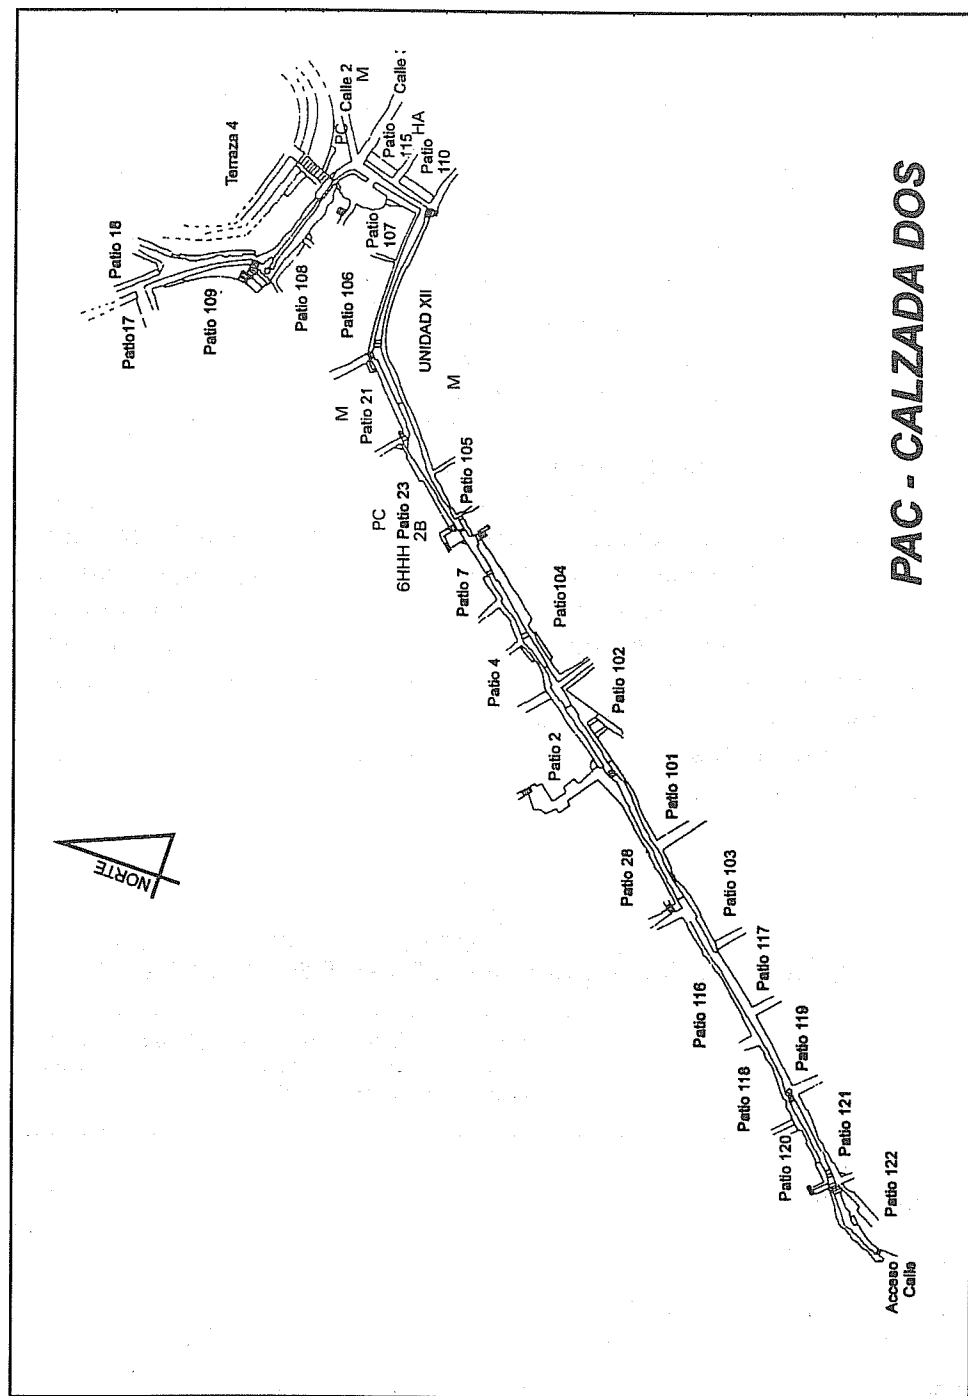 Terraza 4
Patio 18
Patio17
Patio 109
Patio 108
Patio 106
Patio
107
PC Calle 2
M
Calle
Patio
115
HA
Patio
110
UNIDAD XII
M
M
Patio 21
Patio 105
PC
6HHH Patio 23
2B
Patio 7
Patio104
Patio 4
Patio 102
Patio 2
Patio 101
Patio 28
Patio 103
Patio 116
Patio 117
Patio 118
Patio 119
Patio 120
Patio 121
Patio 122
Acceso
Calle
NORTE
PAC - CALZADA DOS